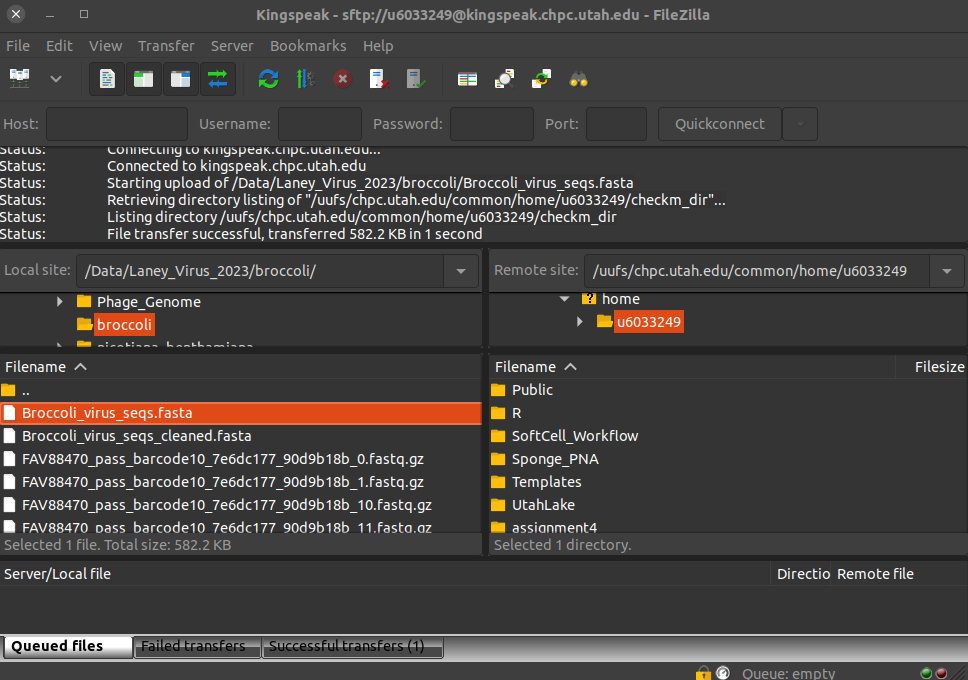 Kingspeak - sftp://u6033249@kingspeak.chpc.utah.edu - FileZilla
File Edit View Transfer Server Bookmarks Help
Host: Username: Password: Port: Quickconnect
Status: Connecting to kingspeak.chpc.utah.edu...
Status: Connected to kingspeak.chpc.utah.edu
Status: Starting upload of /Data/Laney_Virus_2023/broccoli/Broccoli_virus_seqs.fasta
Status: Retrieving directory listing of "/uufs/chpc.utah.edu/common/home/u6033249/checkm_dir"...
Status: Listing directory /uufs/chpc.utah.edu/common/home/u6033249/checkm_dir
Status: File transfer successful, transferred 582.2 KB in 1 second
Local site: /Data/Laney_Virus_2023/broccoli/
Phage_Genome
broccoli
nicotiana_benthamiana
Filename
..
Broccoli_virus_seqs.fasta
Broccoli_virus_seqs_cleaned.fasta
FAV88470_pass_barcode10_7e6dc177_90d9b18b_0.fastq.gz
FAV88470_pass_barcode10_7e6dc177_90d9b18b_1.fastq.gz
FAV88470_pass_barcode10_7e6dc177_90d9b18b_10.fastq.gz
FAV88470_pass_barcode10_7e6dc177_90d9b18b_11.fastq.gz
Selected 1 file. Total size: 582.2 KB
Remote site: /uufs/chpc.utah.edu/common/home/u6033249
? home
u6033249
Filename Filesize
Public
R
SoftCell_Workflow
Sponge_PNA
Templates
UtahLake
assignment4
Selected 1 directory.
Server/Local file Directio Remote file
Queued files Failed transfers Successful transfers (1)
Queue: empty